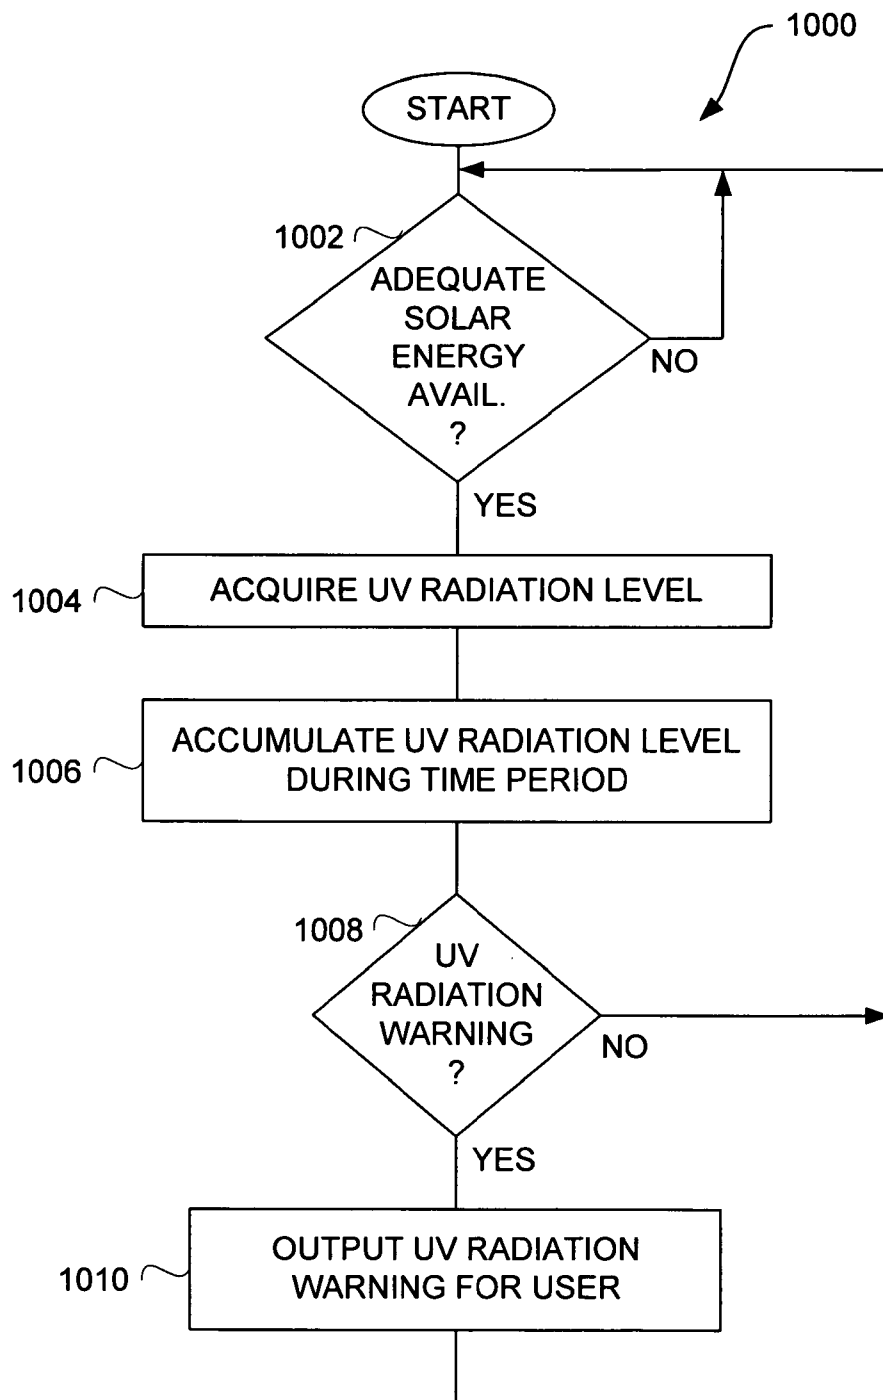 1000
START
1002
ADEQUATE
SOLAR
ENERGY
AVAIL.
?
NO
YES
1004
ACQUIRE UV RADIATION LEVEL
1006
ACCUMULATE UV RADIATION LEVEL
DURING TIME PERIOD
1008
UV
RADIATION
WARNING
?
NO
YES
1010
OUTPUT UV RADIATION
WARNING FOR USER